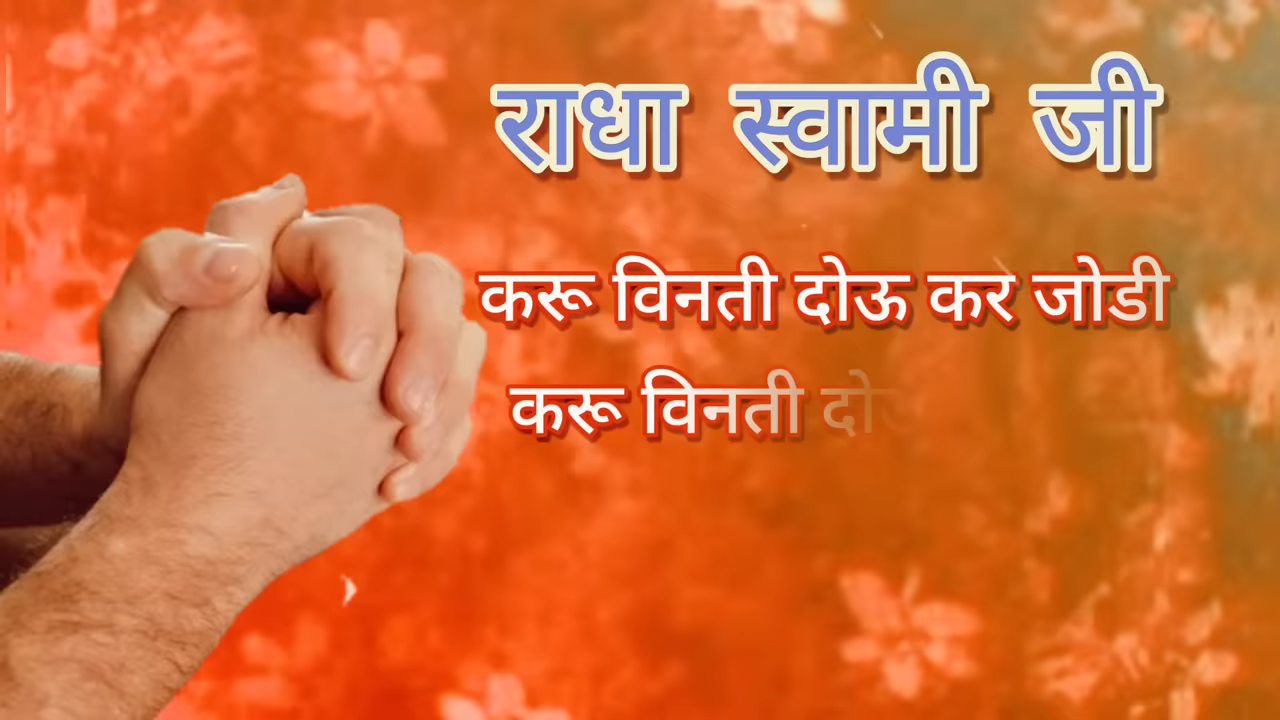 राधा स्वामी जी
करू विनती दोऊ कर जोडी
करू विनती